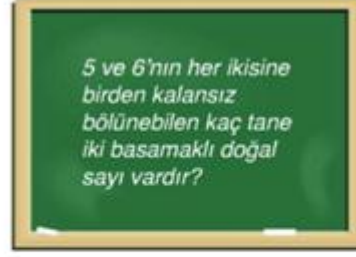 5 ve 6'nın her ikisine
birden kalansız
bölünebilen kaç tane
iki basamaklı doğal
sayı vardır?